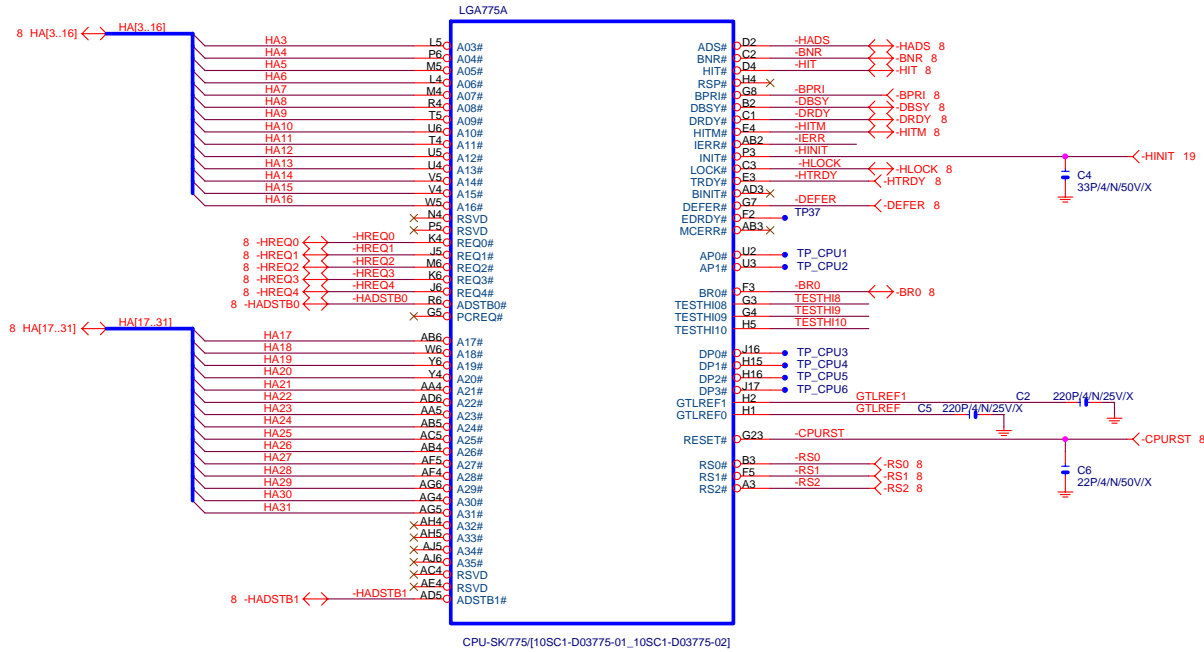 LGA775A
8 HA[3..16] HA[3..16]
HA3 L5 A03#
HA4 P6 A04#
HA5 M5 A05#
HA6 L4 A06#
HA7 M4 A07#
HA8 R4 A08#
HA9 T5 A09#
HA10 U6 A10#
HA11 T4 A11#
HA12 U5 A12#
HA13 U4 A13#
HA14 V5 A14#
HA15 V4 A15#
HA16 W5 A16#
N4 RSVD
P5 RSVD
8 -HREQ0 -HREQ0 K4 REQ0#
8 -HREQ1 -HREQ1 J5 REQ1#
8 -HREQ2 -HREQ2 M6 REQ2#
8 -HREQ3 -HREQ3 K6 REQ3#
8 -HREQ4 -HREQ4 J6 REQ4#
8 -HADSTB0 -HADSTB0 R6 ADSTB0#
G5 PCREQ#
8 HA[17..31] HA[17..31]
HA17 AB6 A17#
HA18 W6 A18#
HA19 Y6 A19#
HA20 Y4 A20#
HA21 AA4 A21#
HA22 AD6 A22#
HA23 AA5 A23#
HA24 AB5 A24#
HA25 AC5 A25#
HA26 AB4 A26#
HA27 AF5 A27#
HA28 AF4 A28#
HA29 AG6 A29#
HA30 AG4 A30#
HA31 AG5 A31#
AH4 A32#
AH5 A33#
AJ5 A34#
AJ6 A35#
AC4 RSVD
AE4 RSVD
8 -HADSTB1 -HADSTB1 AD5 ADSTB1#
ADS# D2 -HADS -HADS 8
BNR# C2 -BNR -BNR 8
HIT# D4 -HIT -HIT 8
RSP# H4
BPRI# G8 -BPRI -BPRI 8
DBSY# B2 -DBSY -DBSY 8
DRDY# C1 -DRDY -DRDY 8
HITM# E4 -HITM -HITM 8
IERR# AB2 -IERR
INIT# P3 -HINIT -HINIT 19
LOCK# C3 -HLOCK -HLOCK 8
TRDY# E3 -HTRDY -HTRDY 8
BINIT# AD3
DEFER# G7 -DEFER -DEFER 8
EDRDY# F2 TP37
MCERR# AB3
C4
33P/4/N/50V/X
AP0# U2 TP_CPU1
AP1# U3 TP_CPU2
BR0# F3 -BR0 -BR0 8
TESTHI08 G3 TESTHI8
TESTHI09 G4 TESTHI9
TESTHI10 H5 TESTHI10
DP0# J16 TP_CPU3
DP1# H15 TP_CPU4
DP2# H16 TP_CPU5
DP3# J17 TP_CPU6
GTLREF1 H2 GTLREF1 C2 220P/4/N/25V/X
GTLREF0 H1 GTLREF C5 220P/4/N/25V/X
RESET# G23 -CPURST -CPURST 8
RS0# B3 -RS0 -RS0 8
RS1# F5 -RS1 -RS1 8
RS2# A3 -RS2 -RS2 8
C6
22P/4/N/50V/X
CPU-SK/775/[10SC1-D03775-01_10SC1-D03775-02]